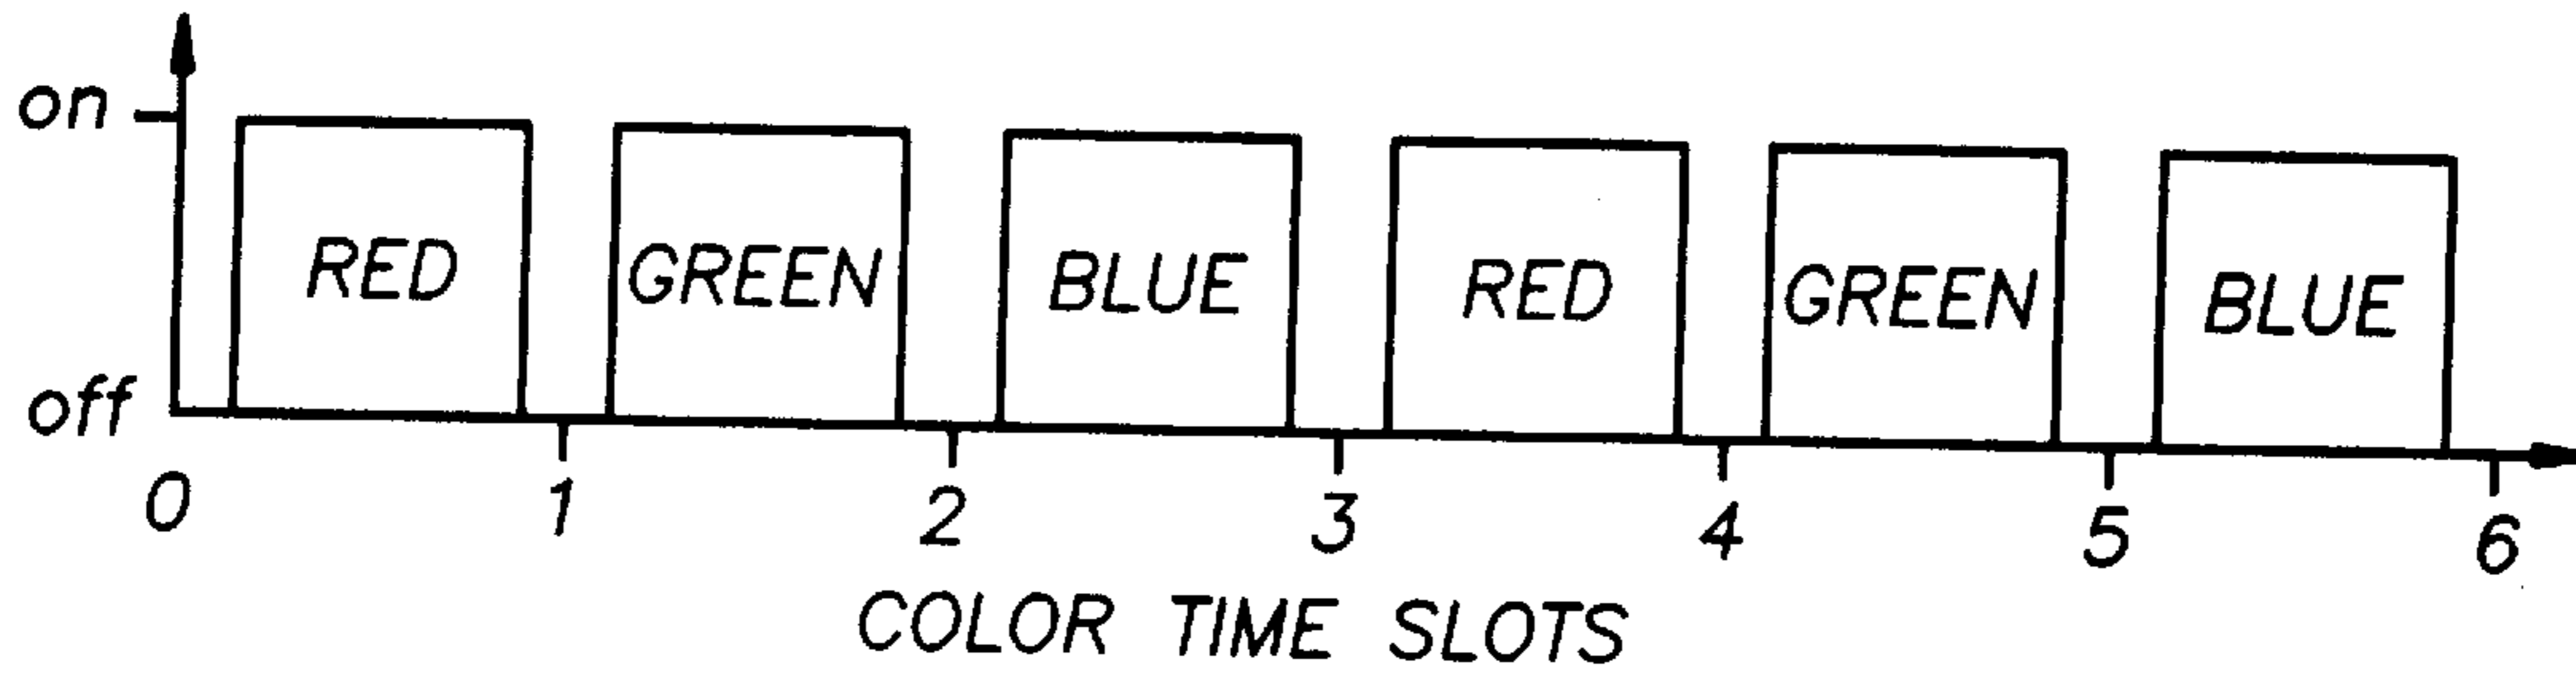 on
RED GREEN BLUE RED GREEN BLUE
off
0 1 2 3 4 5 6
COLOR TIME SLOTS